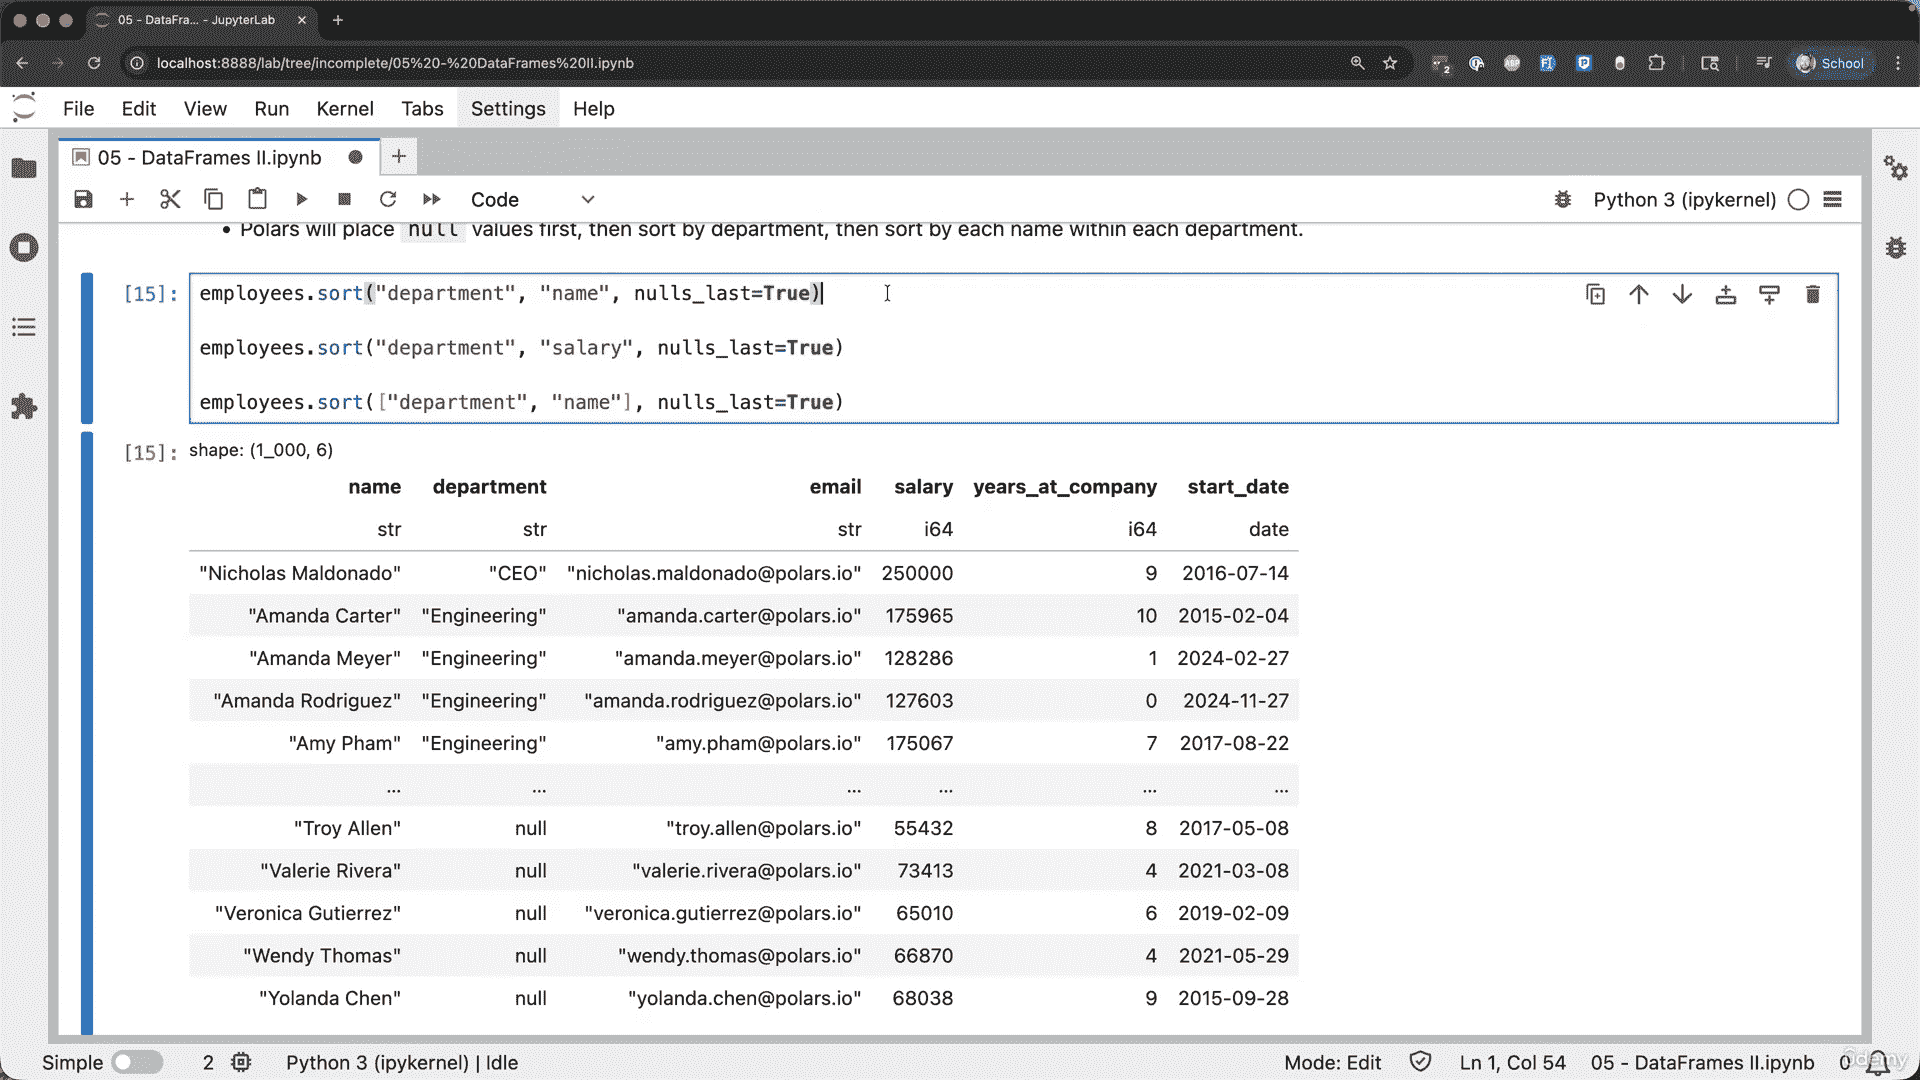 05 - DataFra... - JupyterLab
localhost:8888/lab/tree/incomplete/05%20-%20DataFrames%20II.ipynb
2
ABP
School
File Edit View Run Kernel Tabs Settings Help
05 - DataFrames II.ipynb
Code
Python 3 (ipykernel)
• Polars will place null values first, then sort by department, then sort by each name within each department.
[15]: employees.sort("department", "name", nulls_last=True)
employees.sort("department", "salary", nulls_last=True)
employees.sort(["department", "name"], nulls_last=True)
[15]: shape: (1_000, 6)
name department email salary years_at_company start_date
str str str i64 i64 date
"Nicholas Maldonado" "CEO" "nicholas.maldonado@polars.io" 250000 9 2016-07-14
"Amanda Carter" "Engineering" "amanda.carter@polars.io" 175965 10 2015-02-04
"Amanda Meyer" "Engineering" "amanda.meyer@polars.io" 128286 1 2024-02-27
"Amanda Rodriguez" "Engineering" "amanda.rodriguez@polars.io" 127603 0 2024-11-27
"Amy Pham" "Engineering" "amy.pham@polars.io" 175067 7 2017-08-22
... ... ... ... ... ...
"Troy Allen" null "troy.allen@polars.io" 55432 8 2017-05-08
"Valerie Rivera" null "valerie.rivera@polars.io" 73413 4 2021-03-08
"Veronica Gutierrez" null "veronica.gutierrez@polars.io" 65010 6 2019-02-09
"Wendy Thomas" null "wendy.thomas@polars.io" 66870 4 2021-05-29
"Yolanda Chen" null "yolanda.chen@polars.io" 68038 9 2015-09-28
Simple 2 Python 3 (ipykernel) | Idle Mode: Edit Ln 1, Col 54 05 - DataFrames II.ipynb 0
Udemy